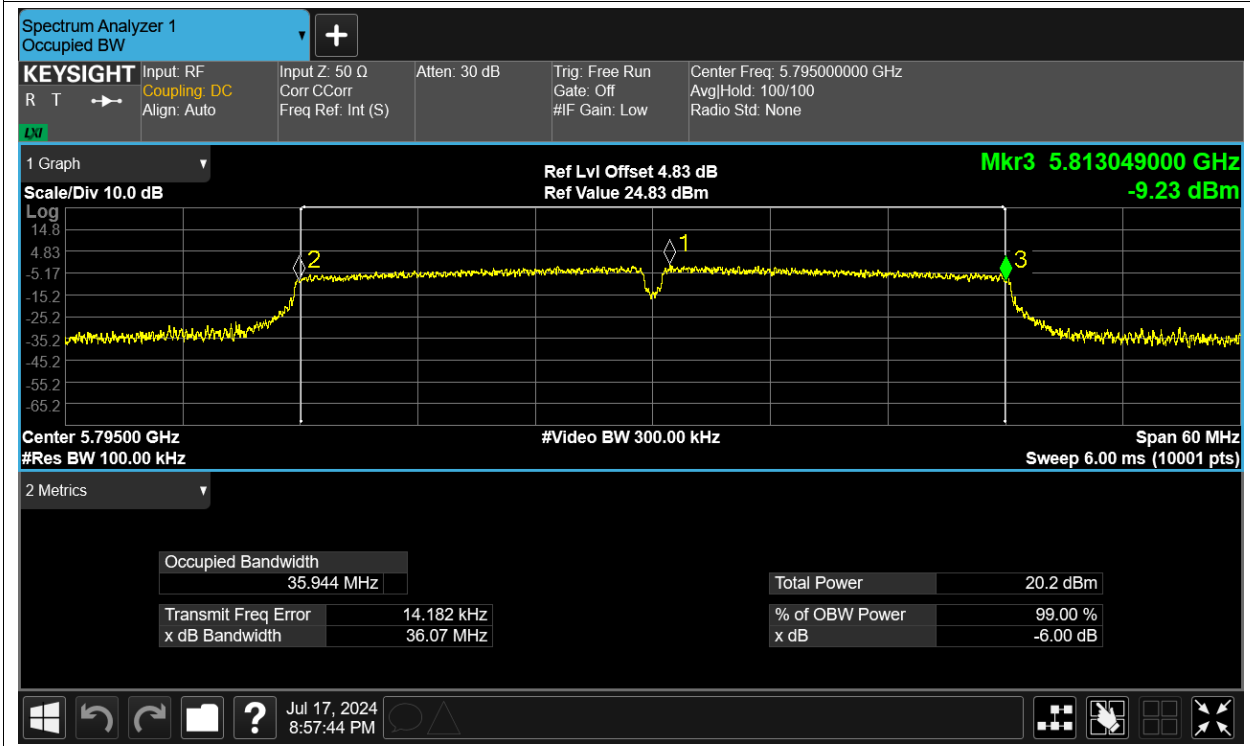 Spectrum Analyzer 1
Occupied BW
KEYSIGHT
R T
LXI
Input: RF
Coupling: DC
Align: Auto
Input Z: 50 Ω
Corr CCorr
Freq Ref: Int (S)
Atten: 30 dB
Trig: Free Run
Gate: Off
#IF Gain: Low
Center Freq: 5.795000000 GHz
Avg|Hold: 100/100
Radio Std: None
1 Graph
Scale/Div 10.0 dB
Ref Lvl Offset 4.83 dB
Ref Value 24.83 dBm
Mkr3 5.813049000 GHz
-9.23 dBm
Log
14.8
4.83
-5.17
-15.2
-25.2
-35.2
-45.2
-55.2
-65.2
2
1
3
Center 5.79500 GHz
#Res BW 100.00 kHz
#Video BW 300.00 kHz
Span 60 MHz
Sweep 6.00 ms (10001 pts)
2 Metrics
Occupied Bandwidth
35.944 MHz
Transmit Freq Error 14.182 kHz
x dB Bandwidth 36.07 MHz
Total Power 20.2 dBm
% of OBW Power 99.00 %
x dB -6.00 dB
?
Jul 17, 2024
8:57:44 PM